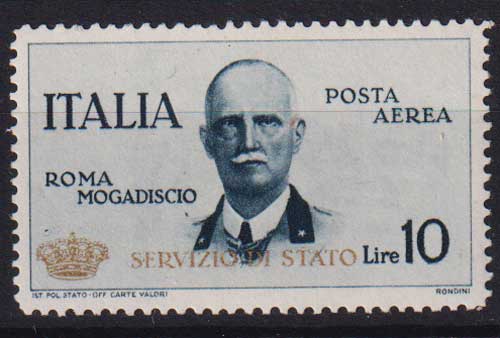 ITALIA
POSTA
AEREA
ROMA
MOGADISCIO
SERVIZIO DI STATO
Lire 10
IST. POL. STATO - OFF. CARTE VALORI
RONDINI